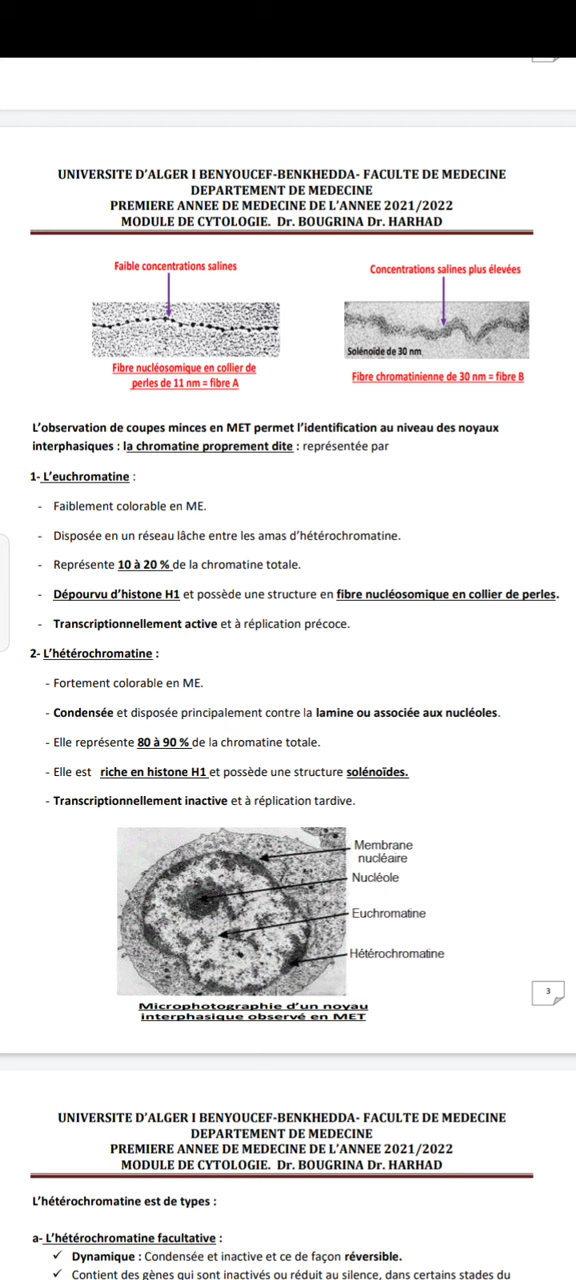 UNIVERSITE D'ALGER I BENYOUCEF-BENKHEDDA- FACULTE DE MEDECINE
DEPARTEMENT DE MEDECINE
PREMIERE ANNEE DE MEDECINE DE L'ANNEE 2021/2022
MODULE DE CYTOLOGIE. Dr. BOUGRINA Dr. HARHAD
Faible concentrations salines
Concentrations salines plus élevées
Solénoïde de 30 nm
Fibre nucléosomique en collier de
perles de 11 nm = fibre A
Fibre chromatinienne de 30 nm = fibre B
L'observation de coupes minces en MET permet l'identification au niveau des noyaux
interphasiques : la chromatine proprement dite : représentée par
1- L'euchromatine :
- Faiblement colorable en ME.
- Disposée en un réseau lâche entre les amas d'hétérochromatine.
- Représente 10 à 20 % de la chromatine totale.
- Dépourvu d'histone H1 et possède une structure en fibre nucléosomique en collier de perles.
- Transcriptionnellement active et à réplication précoce.
2- L'hétérochromatine :
- Fortement colorable en ME.
- Condensée et disposée principalement contre la lamine ou associée aux nucléoles.
- Elle représente 80 à 90 % de la chromatine totale.
- Elle est riche en histone H1 et possède une structure solénoïdes.
- Transcriptionnellement inactive et à réplication tardive.
Membrane
nucléaire
Nucléole
Euchromatine
Hétérochromatine
Microphotographie d'un noyau
interphasique observé en MET
3
UNIVERSITE D'ALGER I BENYOUCEF-BENKHEDDA- FACULTE DE MEDECINE
DEPARTEMENT DE MEDECINE
PREMIERE ANNEE DE MEDECINE DE L'ANNEE 2021/2022
MODULE DE CYTOLOGIE. Dr. BOUGRINA Dr. HARHAD
L'hétérochromatine est de types :
a- L'hétérochromatine facultative :
✓ Dynamique : Condensée et inactive et ce de façon réversible.
✓ Contient des gènes qui sont inactivés ou réduit au silence, dans certains stades du